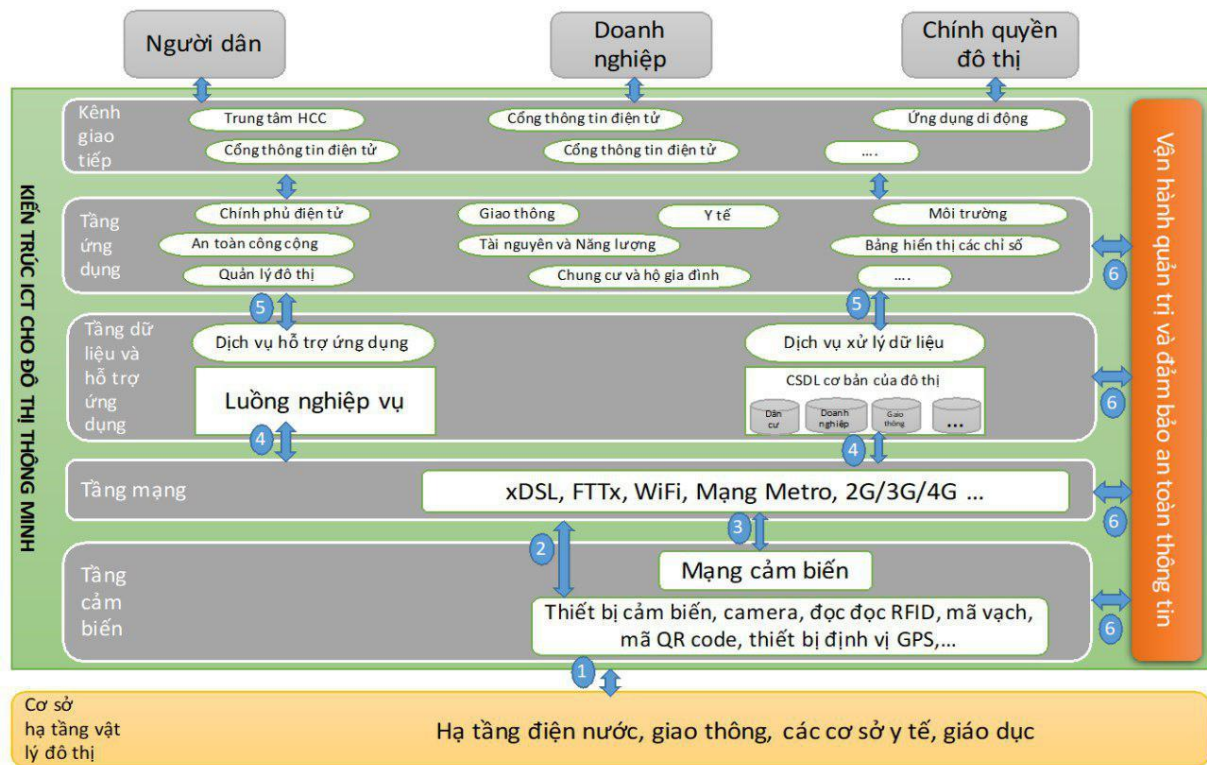 Người dân
Doanh
nghiệp
Chính quyền
đô thị
KIẾN TRÚC ICT CHO ĐÔ THỊ THÔNG MINH
Kênh
giao
tiếp
Trung tâm HCC
Cổng thông tin điện tử
Ứng dụng di động
Cổng thông tin điện tử
Cổng thông tin điện tử
....
Tầng
ứng
dụng
Chính phủ điện tử
Giao thông
Y tế
Môi trường
An toàn công cộng
Tài nguyên và Năng lượng
Bảng hiển thị các chỉ số
Quản lý đô thị
Chung cư và hộ gia đình
....
6
5
5
Tầng dữ
liệu và
hỗ trợ
ứng
dụng
Dịch vụ hỗ trợ ứng dụng
Luồng nghiệp vụ
Dịch vụ xử lý dữ liệu
CSDL cơ bản của đô thị
Dân
cư
Doanh
nghiệp
Giao
thông
...
6
4
4
Tầng mạng
xDSL, FTTx, WiFi, Mạng Metro, 2G/3G/4G ...
6
2
3
Tầng
cảm
biến
Mạng cảm biến
Thiết bị cảm biến, camera, đọc đọc RFID, mã vạch,
mã QR code, thiết bị định vị GPS,...
6
Vận hành quản trị và đảm bảo an toàn thông tin
1
Cơ sở
hạ tầng vật
lý đô thị
Hạ tầng điện nước, giao thông, các cơ sở y tế, giáo dục